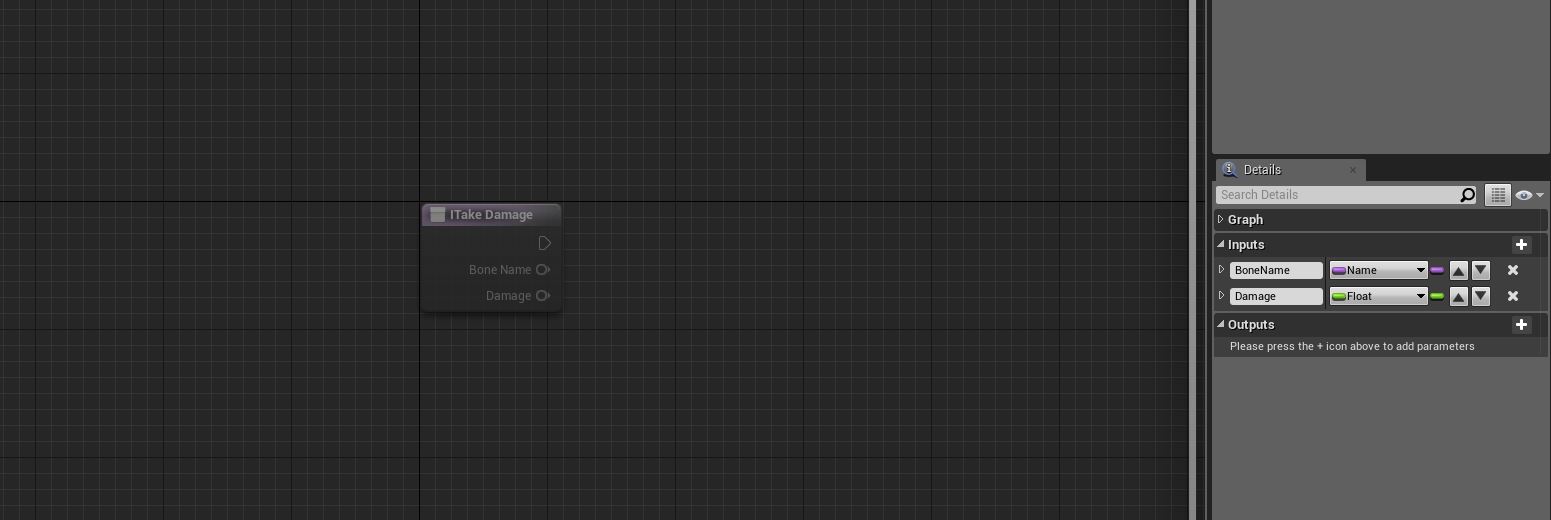 ITake Damage
Bone Name
Damage
Details
Search Details
Graph
Inputs
BoneName Name
Damage Float
Outputs
Please press the + icon above to add parameters